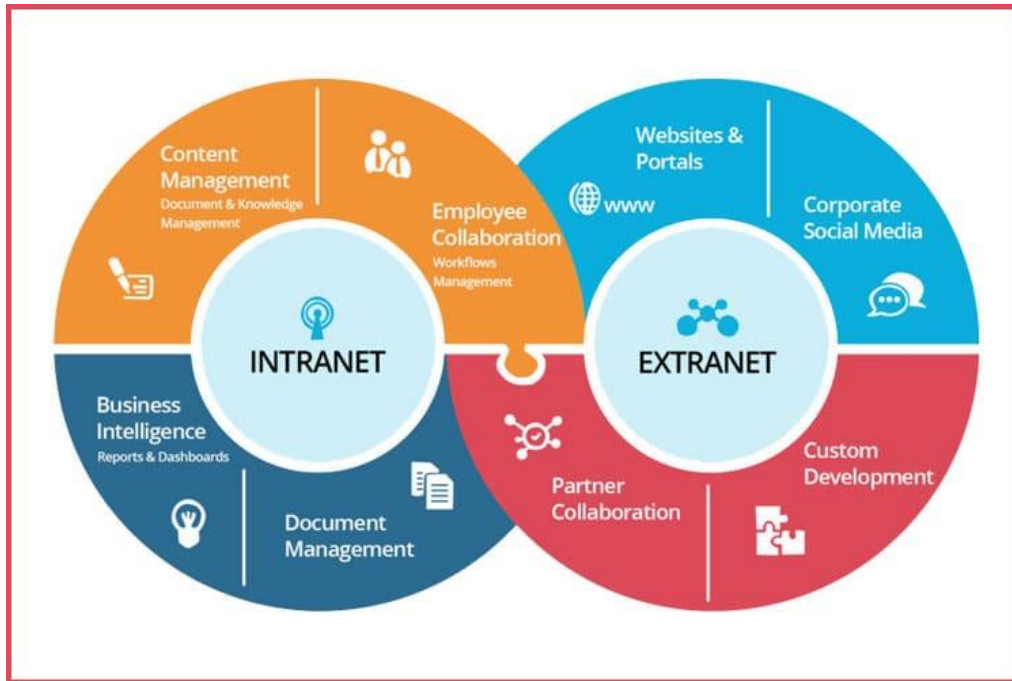 Content
Management
Document & Knowledge
Management
Employee
Collaboration
Workflows
Management
INTRANET
Business
Intelligence
Reports & Dashboards
Document
Management
Websites &
Portals
www
Corporate
Social Media
EXTRANET
Partner
Collaboration
Custom
Development